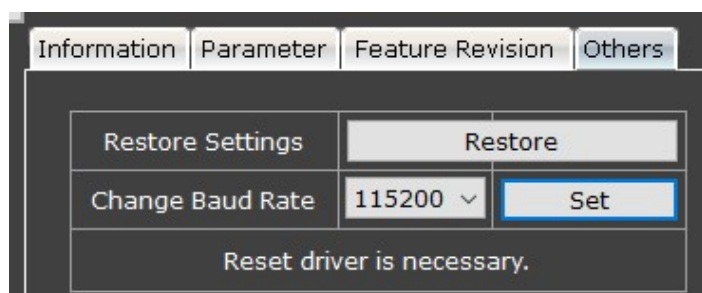 Information Parameter Feature Revision Others
Restore Settings Restore
Change Baud Rate 115200 Set
Reset driver is necessary.